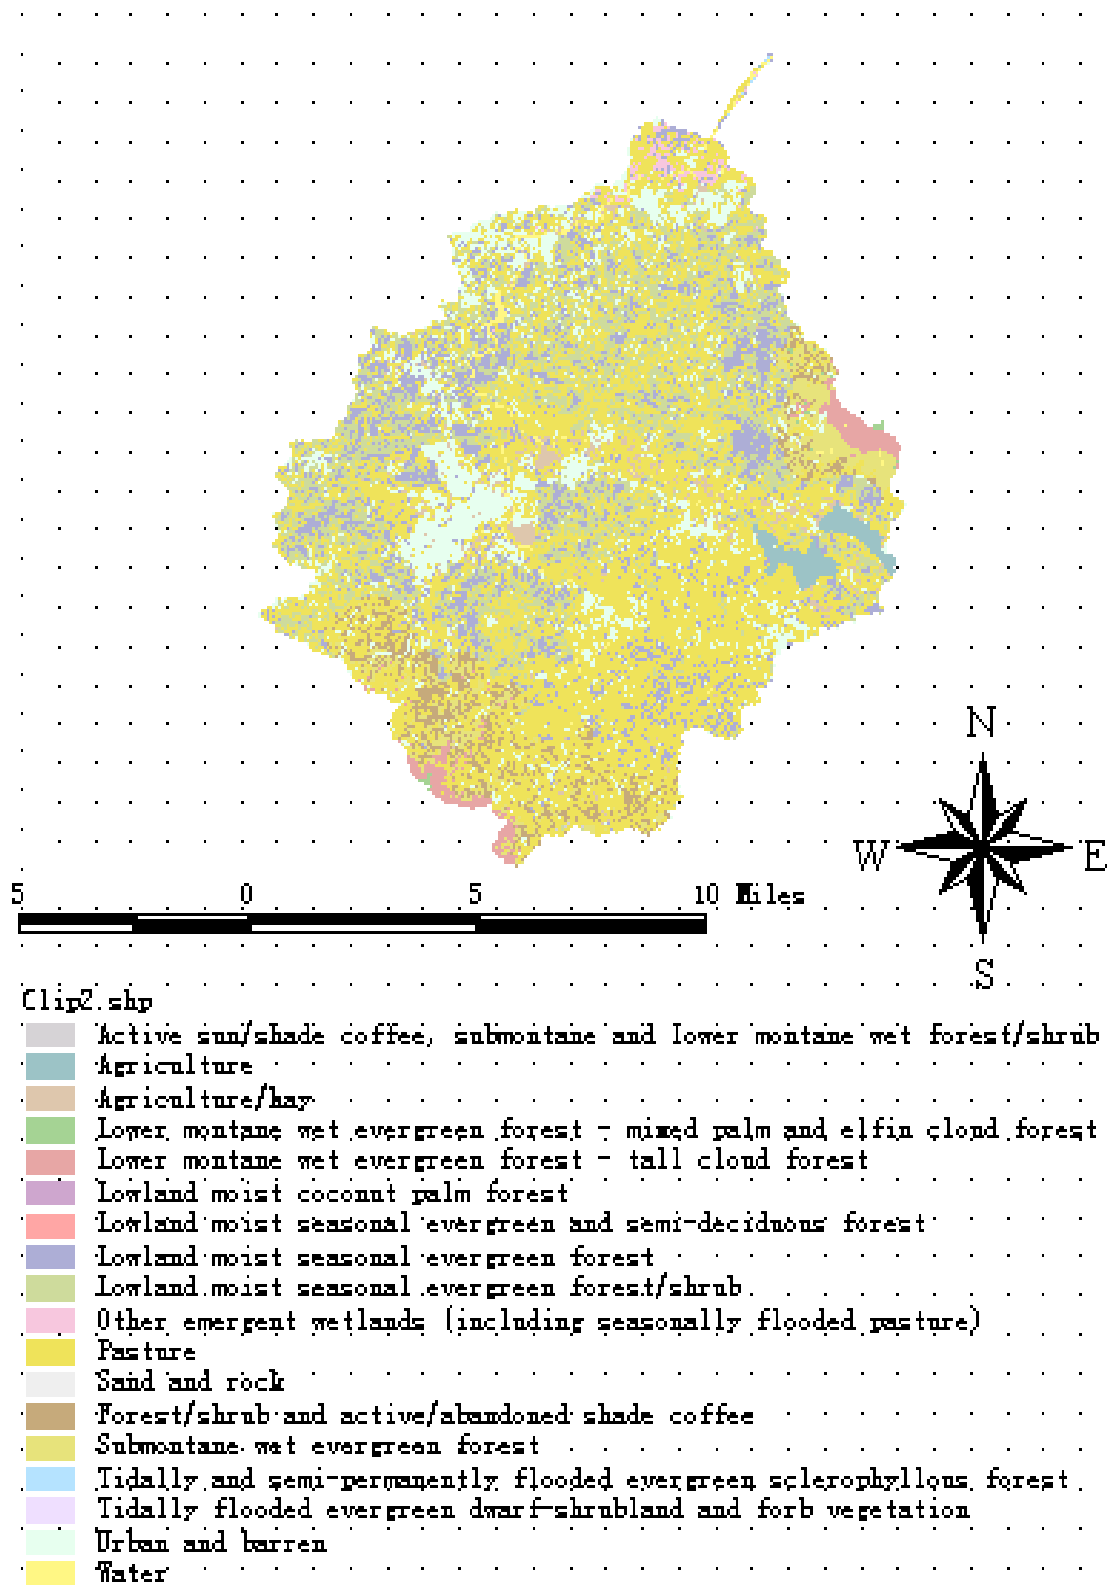 N
W E
S
5 0 5 10 Miles
Clip2.shp
Active sun/shade coffee, submontane and lower montane wet forest/shrub
Agriculture
Agriculture/hay
Lower montane wet evergreen forest - mixed palm and elfin cloud forest
Lower montane wet evergreen forest - tall cloud forest
Lowland moist coconut palm forest
Lowland moist seasonal evergreen and semi-deciduous forest
Lowland moist seasonal evergreen forest
Lowland moist seasonal evergreen forest/shrub
Other emergent wetlands (including seasonally flooded pasture)
Pasture
Sand and rock
Forest/shrub and active/abandoned shade coffee
Submontane wet evergreen forest
Tidally and semi-permanently flooded evergreen sclerophyllous forest
Tidally flooded evergreen dwarf-shrubland and forb vegetation
Urban and barren
Water